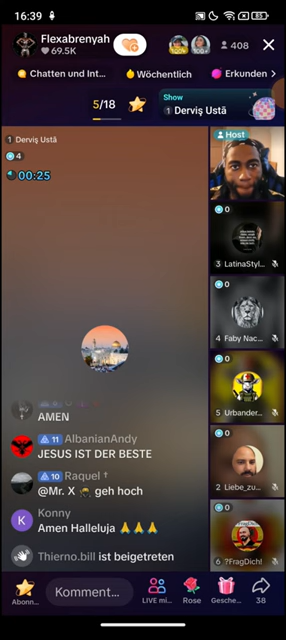 16:39
85
Flexabrenyah
69.5K
408
Chatten und Int...
Wöchentlich
Erkunden
5/18
Show
1 Derviş Ustā
1 Derviş Ustā
4
00:25
Host
0
3 LatinaStyl...
0
4 Faby Nac...
0
5 Urbander...
0
2 Liebe_zu...
0
6 ?FragDich!
AMEN
11 AlbanianAndy
JESUS IST DER BESTE
10 Raquel
@Mr. X geh hoch
K
Konny
Amen Halleluja 🙏🙏🙏
Thierno.bill ist beigetreten
Abonn...
Komment...
LIVE mi...
Rose
Gesche...
38